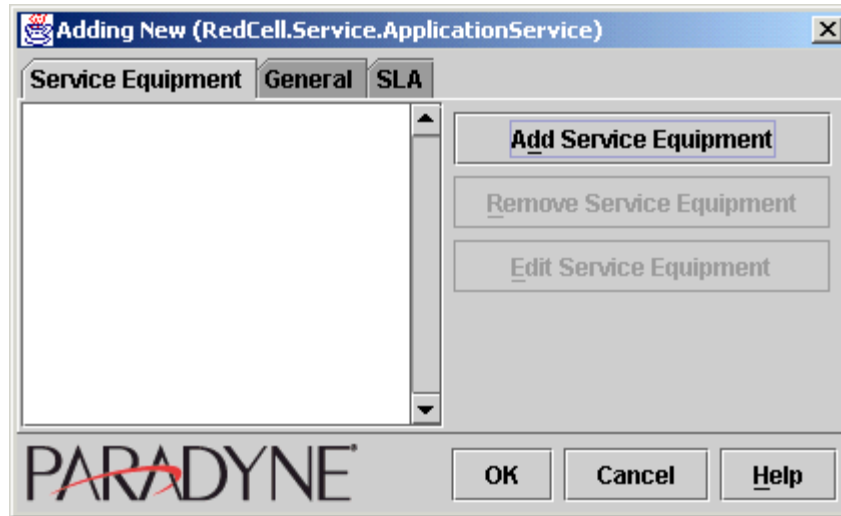 Adding New (RedCell.Service.ApplicationService)
Service Equipment General SLA
Add Service Equipment
Remove Service Equipment
Edit Service Equipment
PARADYNE®
OK Cancel Help